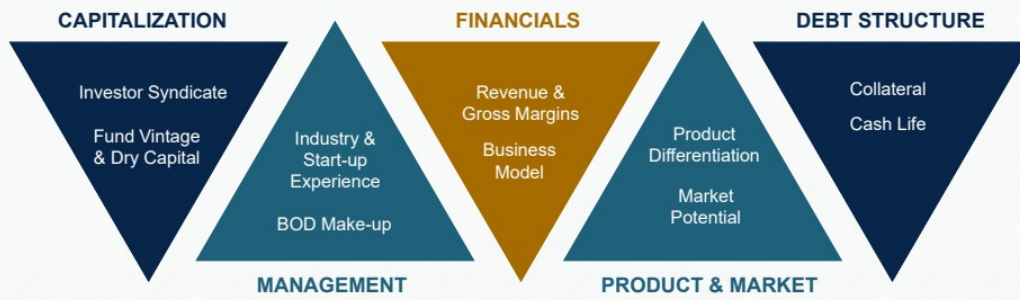 CAPITALIZATION
Investor Syndicate
Fund Vintage
& Dry Capital
Industry &
Start-up
Experience
BOD Make-up
MANAGEMENT
FINANCIALS
Revenue &
Gross Margins
Business
Model
Product
Differentiation
Market
Potential
PRODUCT & MARKET
DEBT STRUCTURE
Collateral
Cash Life